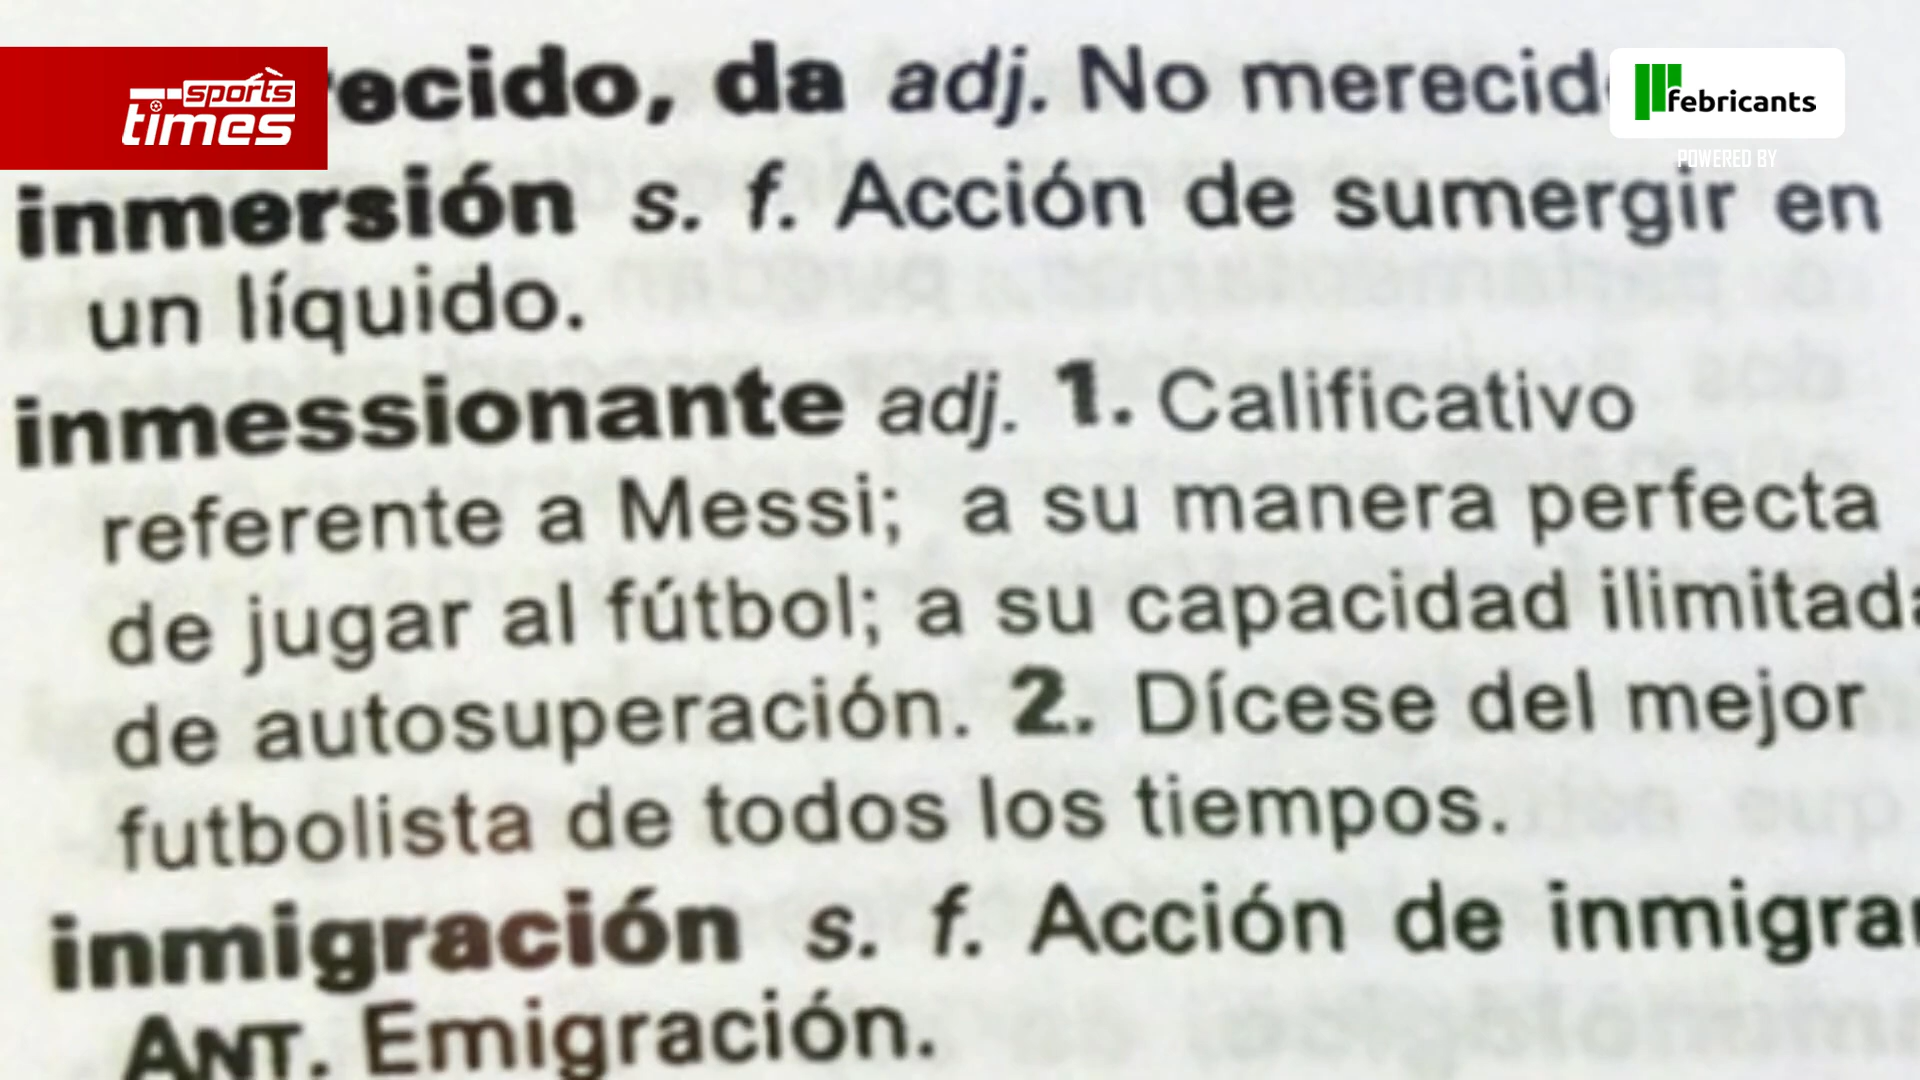 sports
times
ecido, da adj. No merecid
febricants
POWERED BY
inmersión s. f. Acción de sumergir en
un líquido.
inmessionante adj. 1. Calificativo
referente a Messi; a su manera perfecta
de jugar al fútbol; a su capacidad ilimitada
de autosuperación. 2. Dícese del mejor
futbolista de todos los tiempos.
inmigración s. f. Acción de inmigrar
ANT. Emigración.